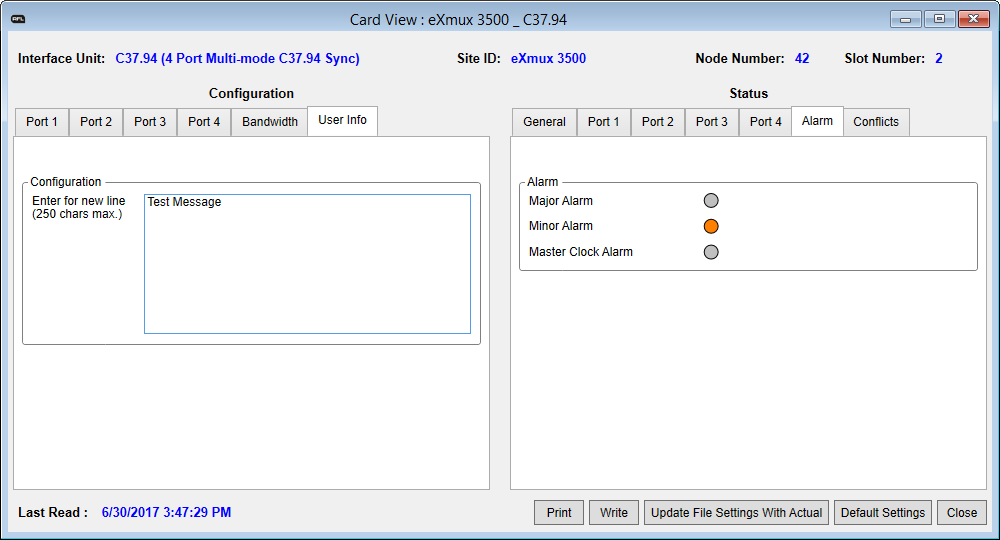 RFL
Card View : eXmux 3500 _ C37.94
Interface Unit: C37.94 (4 Port Multi-mode C37.94 Sync) Site ID: eXmux 3500 Node Number: 42 Slot Number: 2
Configuration
Port 1 Port 2 Port 3 Port 4 Bandwidth User Info
Configuration
Enter for new line
(250 chars max.)
Test Message
Status
General Port 1 Port 2 Port 3 Port 4 Alarm Conflicts
Alarm
Major Alarm
Minor Alarm
Master Clock Alarm
Last Read : 6/30/2017 3:47:29 PM
Print Write Update File Settings With Actual Default Settings Close